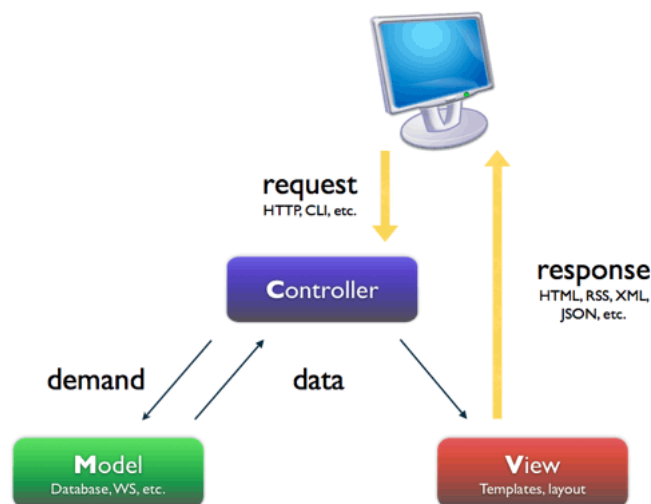 request
HTTP, CLI, etc.
Controller
response
HTML, RSS, XML,
JSON, etc.
demand
data
Model
Database, WS, etc.
View
Templates, layout